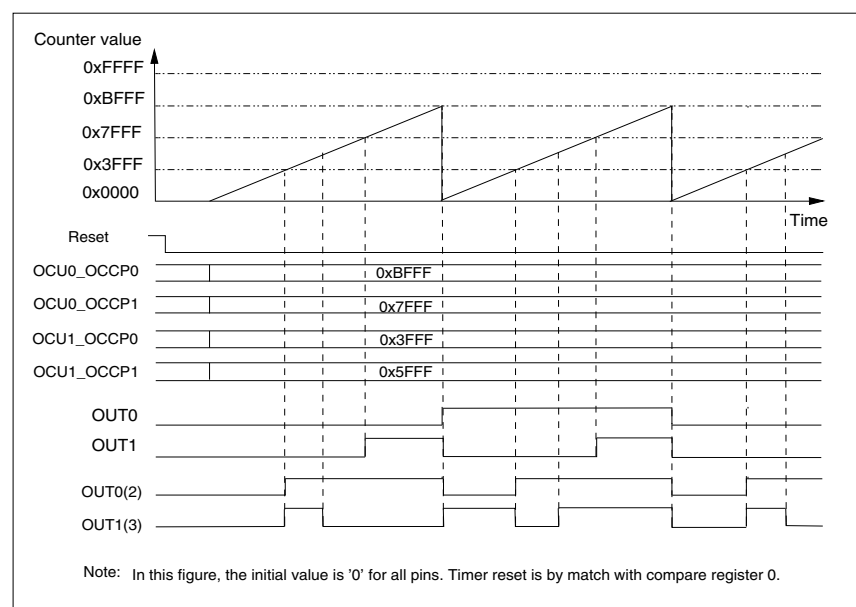 Counter value
0xFFFF
0xBFFF
0x7FFF
0x3FFF
0x0000
Time
Reset
OCU0_OCCP0 0xBFFF
OCU0_OCCP1 0x7FFF
OCU1_OCCP0 0x3FFF
OCU1_OCCP1 0x5FFF
OUT0
OUT1
OUT0(2)
OUT1(3)
Note: In this figure, the initial value is '0' for all pins. Timer reset is by match with compare register 0.